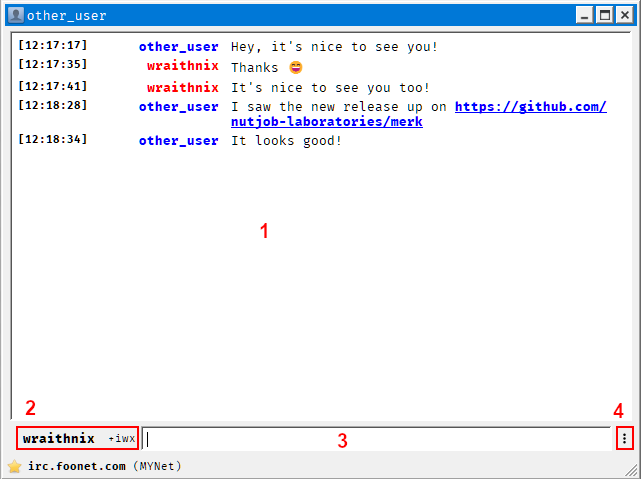 other_user
[12:17:17] other_user Hey, it's nice to see you!
[12:17:35] wraithnix Thanks 😄
[12:17:41] wraithnix It's nice to see you too!
[12:18:28] other_user I saw the new release up on https://github.com/
nutjob-laboratories/merk
[12:18:34] other_user It looks good!
1
2
4
wraithnix +iwx
3
irc.foonet.com (MYNet)